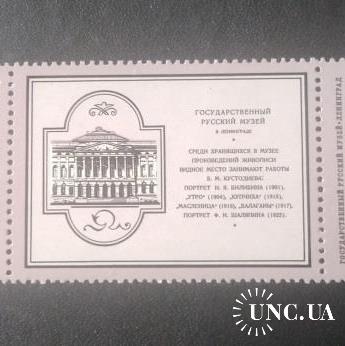 ГОСУДАРСТВЕННЫЙ
РУССКИЙ МУЗЕЙ
В ЛЕНИНГРАДЕ
СРЕДИ ХРАНЯЩИХСЯ В МУЗЕЕ
ПРОИЗВЕДЕНИЙ ЖИВОПИСИ
ВИДНОЕ МЕСТО ЗАНИМАЮТ РАБОТЫ
Б. М. КУСТОДИЕВА:
ПОРТРЕТ И. Я. БИЛИБИНА (1901),
„УТРО" (1904), „КУПЧИХА" (1915),
„МАСЛЕНИЦА" (1916), „БАЛАГАНЫ" (1917),
ПОРТРЕТ Ф. И. ШАЛЯПИНА (1922).
ГОСУДАРСТВЕННЫЙ РУССКИЙ МУЗЕЙ·ЛЕНИНГРАД
UNC.UA